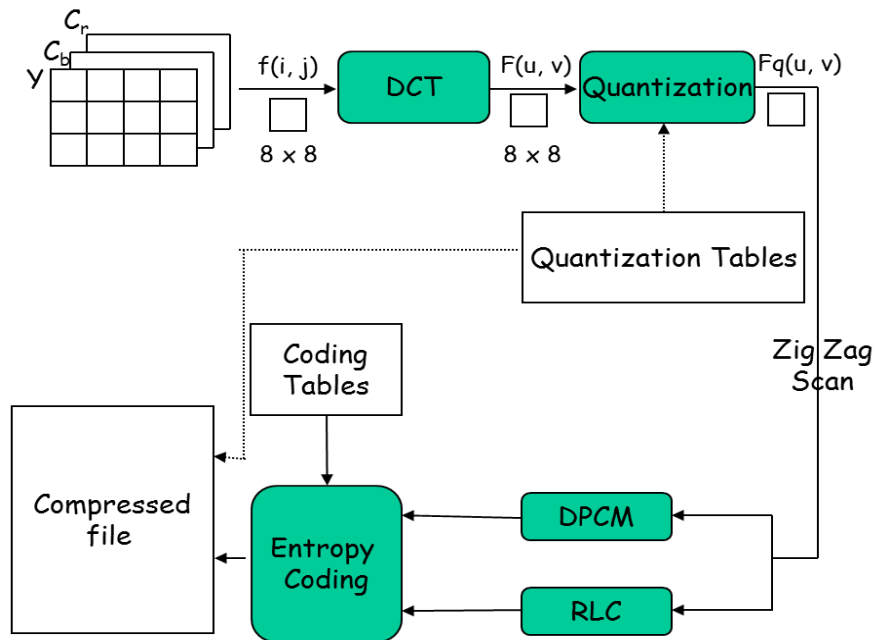 Cr
Cb
Y
f(i, j)
8 x 8
DCT
F(u, v)
8 x 8
Quantization
Fq(u, v)
Quantization Tables
Zig Zag
Scan
Coding
Tables
Compressed
file
Entropy
Coding
DPCM
RLC